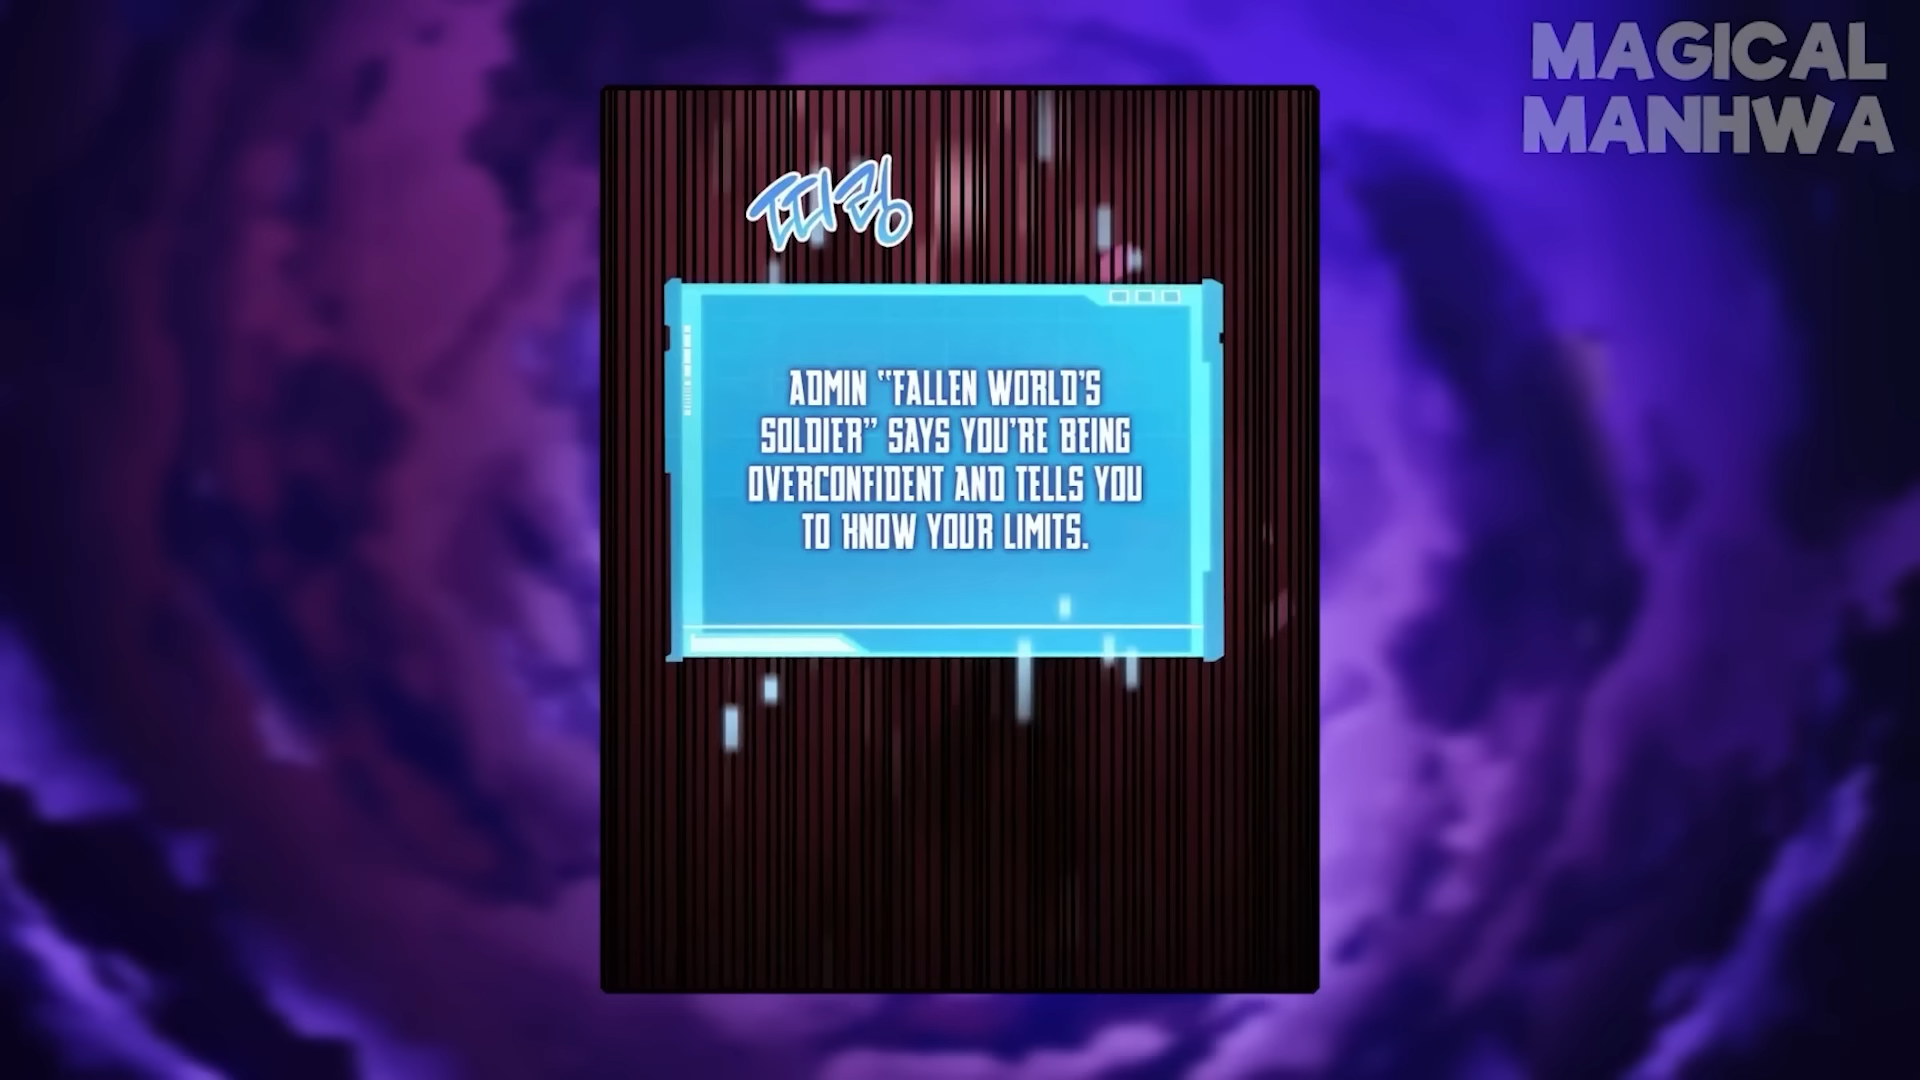 MAGICAL
MANHWA
띠링
ADMIN “FALLEN WORLD’S
SOLDIER” SAYS YOU’RE BEING
OVERCONFIDENT AND TELLS YOU
TO KNOW YOUR LIMITS.